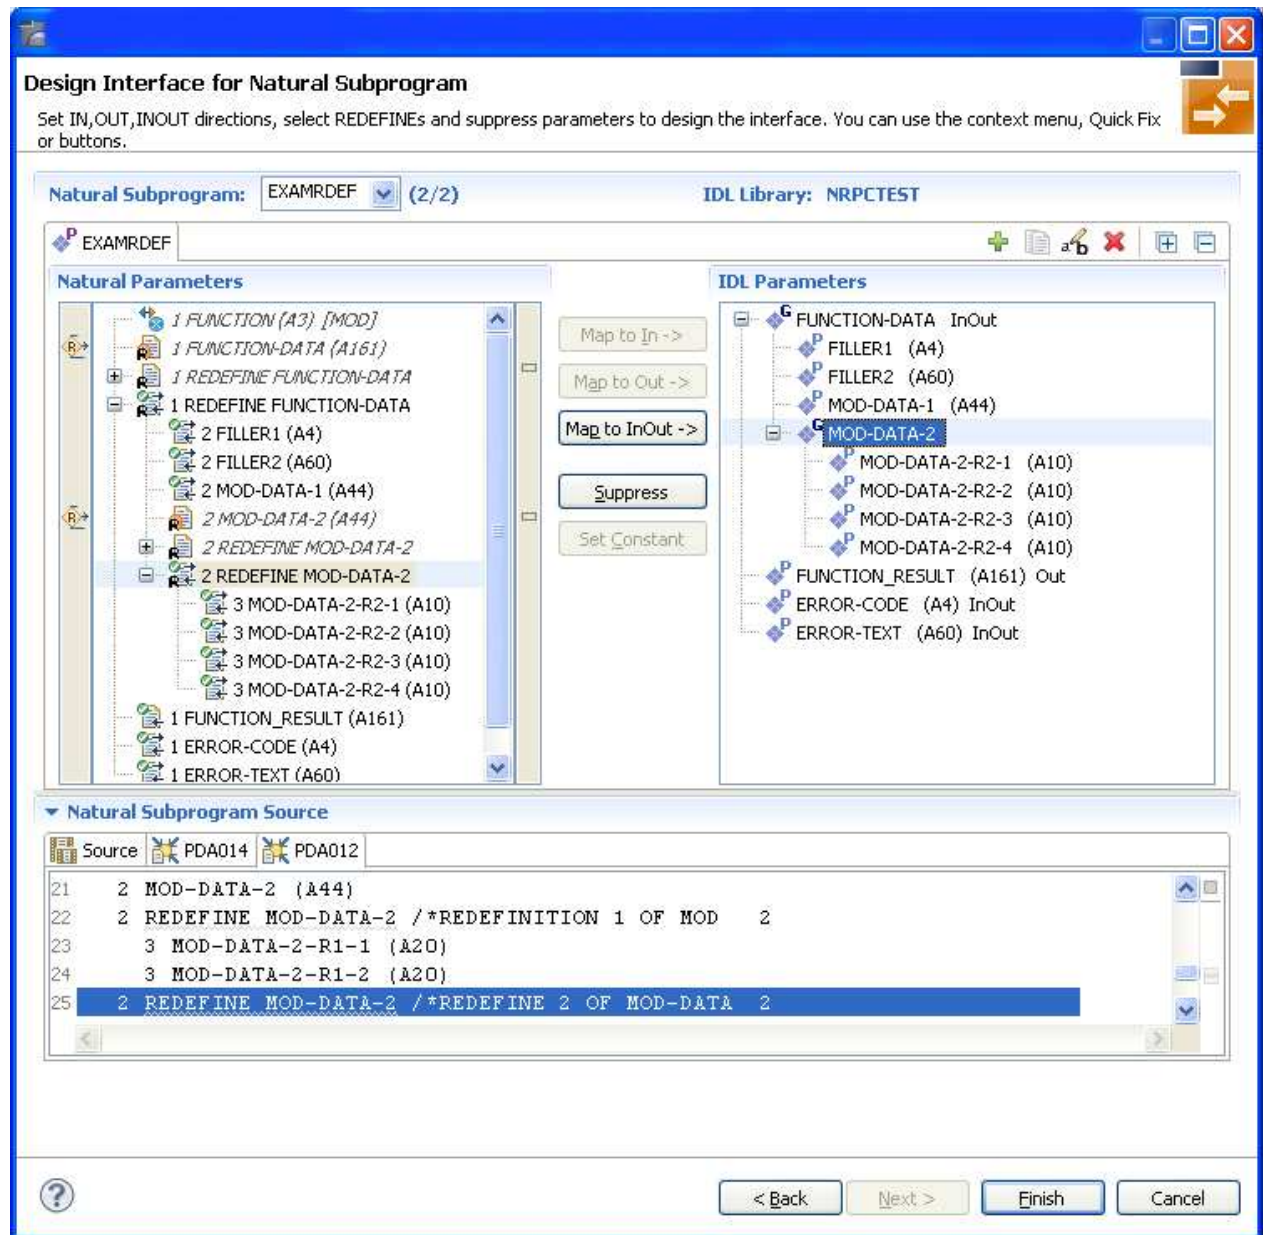 Design Interface for Natural Subprogram
Set IN,OUT,INOUT directions, select REDEFINEs and suppress parameters to design the interface. You can use the context menu, Quick Fix
or buttons.
Natural Subprogram: EXAMRDEF (2/2) IDL Library: NRPCTEST
EXAMRDEF
Natural Parameters
1 FUNCTION (A3) [MOD]
1 FUNCTION-DATA (A161)
1 REDEFINE FUNCTION-DATA
1 REDEFINE FUNCTION-DATA
2 FILLER1 (A4)
2 FILLER2 (A60)
2 MOD-DATA-1 (A44)
2 MOD-DATA-2 (A44)
2 REDEFINE MOD-DATA-2
2 REDEFINE MOD-DATA-2
3 MOD-DATA-2-R2-1 (A10)
3 MOD-DATA-2-R2-2 (A10)
3 MOD-DATA-2-R2-3 (A10)
3 MOD-DATA-2-R2-4 (A10)
1 FUNCTION_RESULT (A161)
1 ERROR-CODE (A4)
1 ERROR-TEXT (A60)
Map to In ->
Map to Out ->
Map to InOut ->
Suppress
Set Constant
IDL Parameters
FUNCTION-DATA InOut
FILLER1 (A4)
FILLER2 (A60)
MOD-DATA-1 (A44)
MOD-DATA-2
MOD-DATA-2-R2-1 (A10)
MOD-DATA-2-R2-2 (A10)
MOD-DATA-2-R2-3 (A10)
MOD-DATA-2-R2-4 (A10)
FUNCTION_RESULT (A161) Out
ERROR-CODE (A4) InOut
ERROR-TEXT (A60) InOut
Natural Subprogram Source
Source PDA014 PDA012
21 2 MOD-DATA-2 (A44)
22 2 REDEFINE MOD-DATA-2 /*REDEFINITION 1 OF MOD 2
23 3 MOD-DATA-2-R1-1 (A20)
24 3 MOD-DATA-2-R1-2 (A20)
25 2 REDEFINE MOD-DATA-2 /*REDEFINE 2 OF MOD-DATA 2
? < Back Next > Finish Cancel